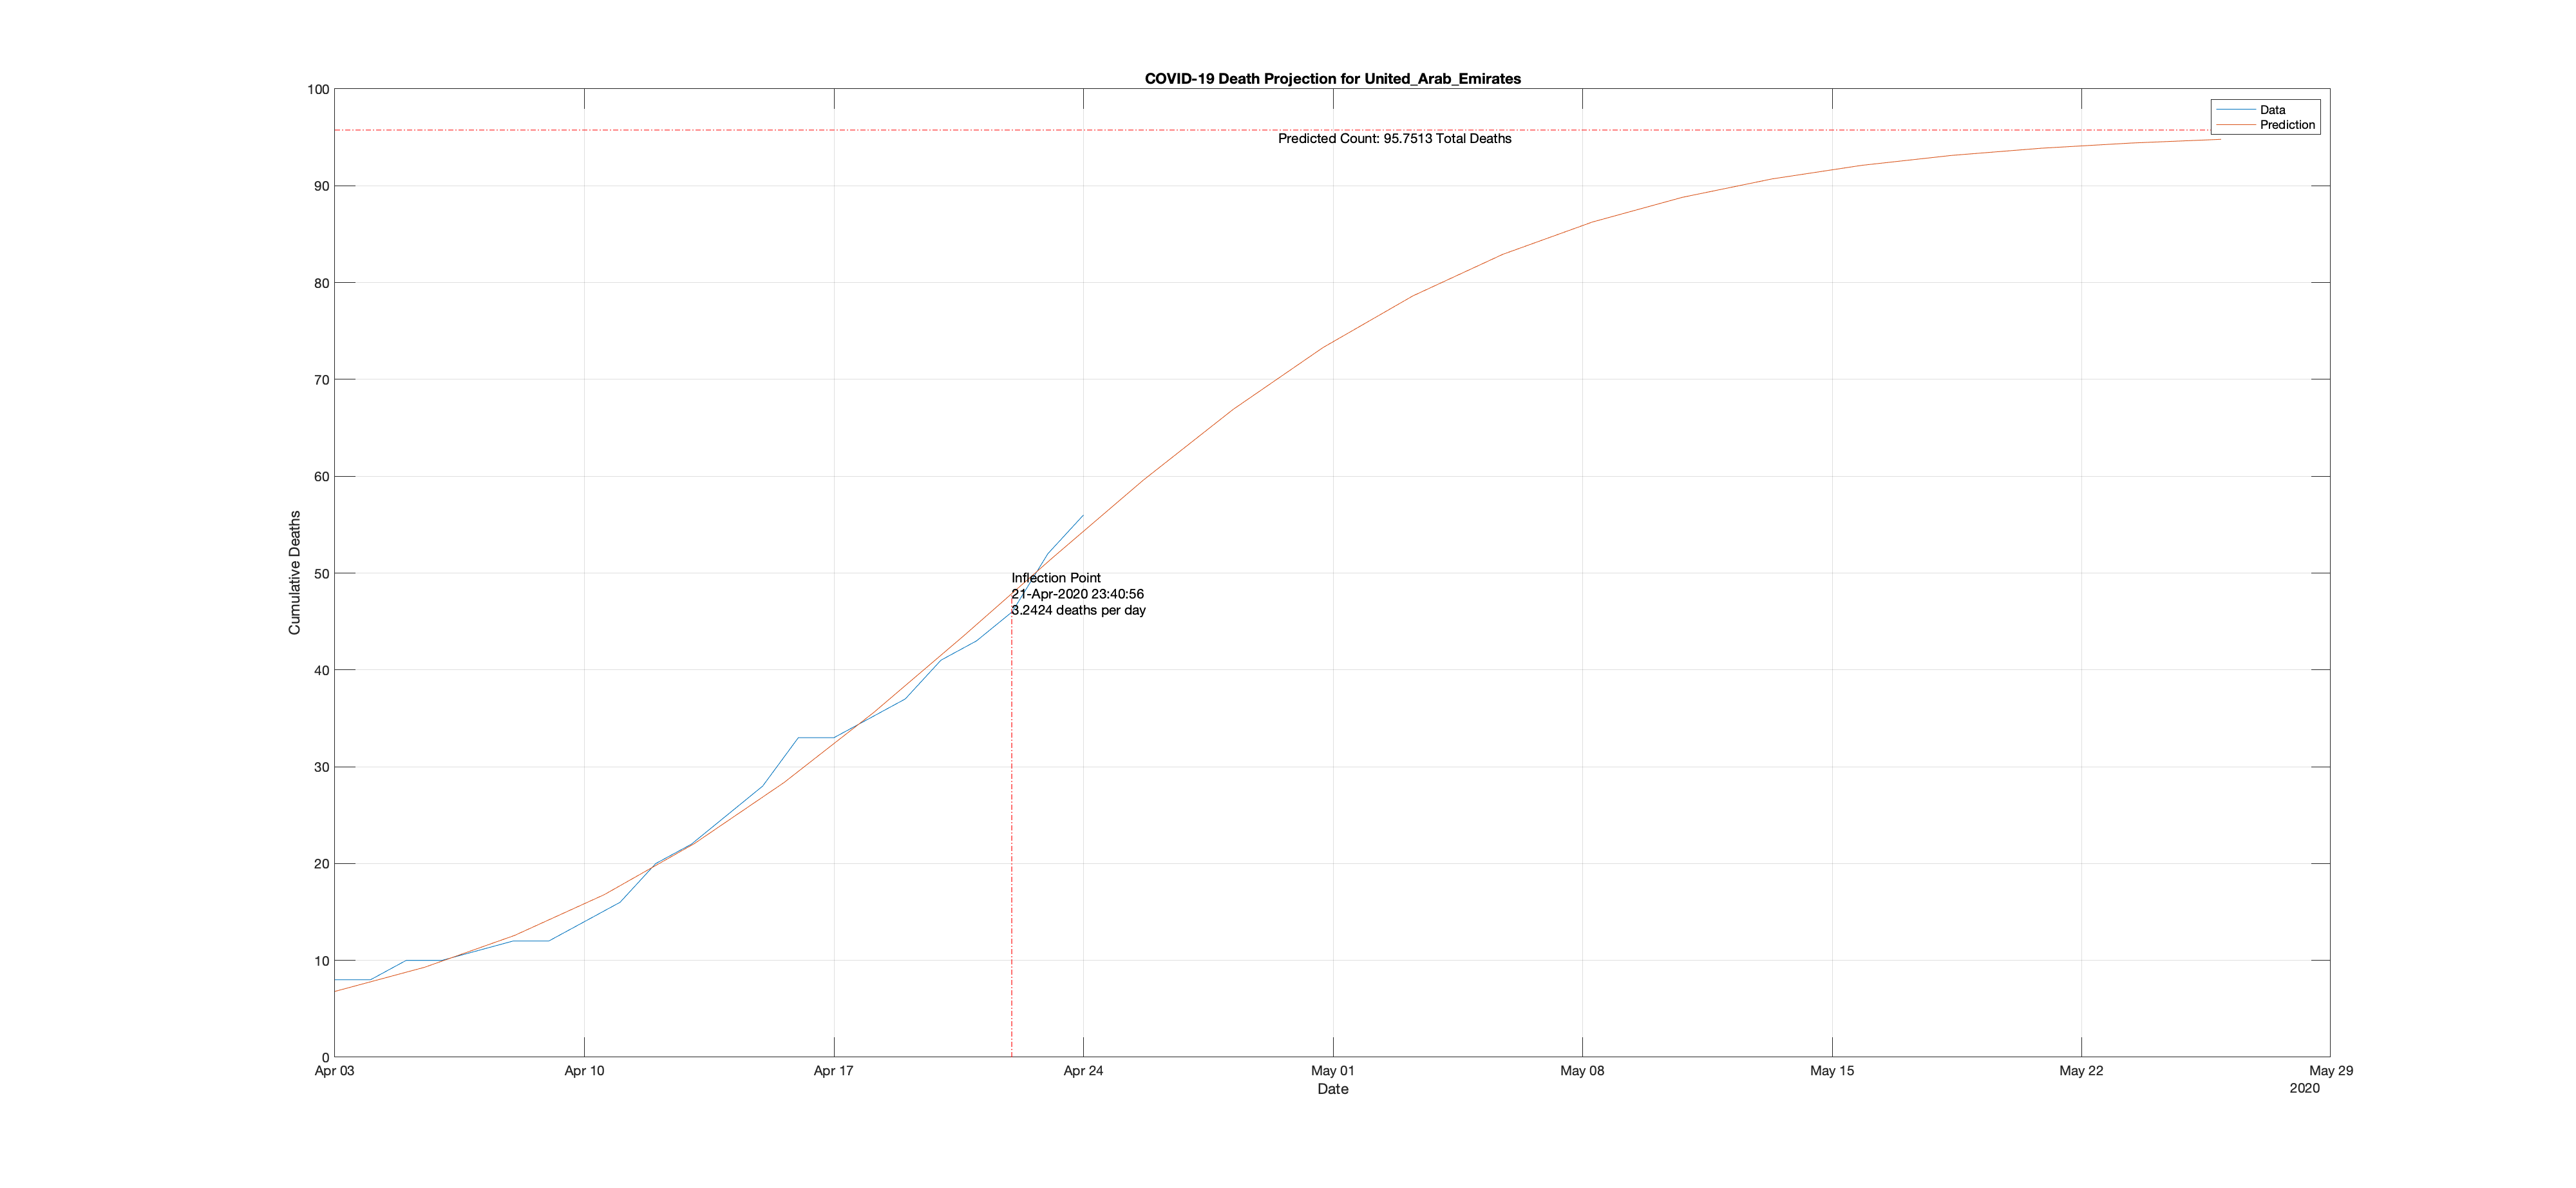 COVID-19 Death Projection for United_Arab_Emirates
100
90
80
70
60
50
40
30
20
10
0
Cumulative Deaths
Data
Prediction
Predicted Count: 95.7513 Total Deaths
Inflection Point
21-Apr-2020 23:40:56
3.2424 deaths per day
Apr 03 Apr 10 Apr 17 Apr 24 May 01 May 08 May 15 May 22 May 29
Date
2020